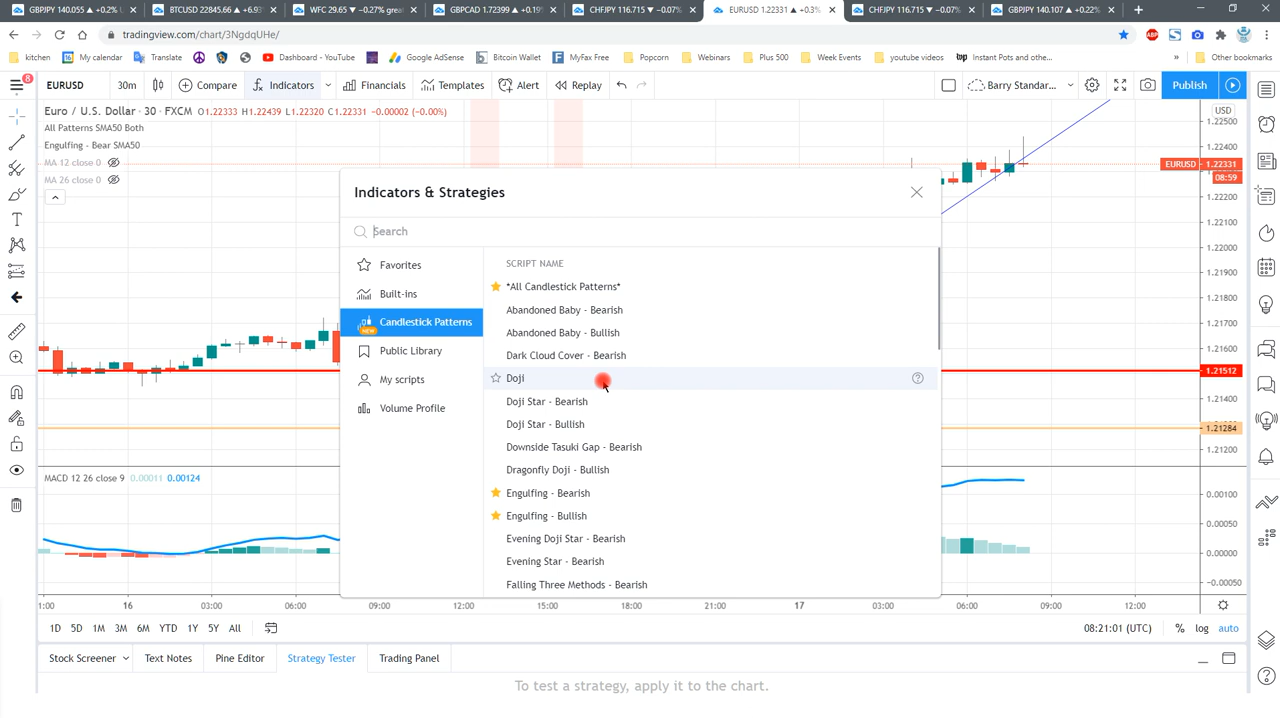 GBPJPY 140.055 ▲ +0.2%
BTCUSD 22845.66 ▲ +6.93
WFC 29.65 ▼ −0.27% grea
GBPCAD 1.72399 ▲ +0.19
CHFJPY 116.715 ▼ −0.07%
EURUSD 1.22331 ▲ +0.3%
CHFJPY 116.715 ▼ −0.07%
GBPJPY 140.107 ▲ +0.22%
tradingview.com/chart/3NgdqUHe/
kitchen
My calendar
Translate
Dashboard - YouTube
Google AdSense
Bitcoin Wallet
MyFax Free
Popcorn
Webinars
Plus 500
Week Events
youtube videos
Instant Pots and othe...
Other bookmarks
8
EURUSD
30m
Compare
Indicators
Financials
Templates
Alert
Replay
Barry Standar...
Publish
Euro / U.S. Dollar · 30 · FXCM O1.22333 H1.22439 L1.22320 C1.22331 −0.00002 (−0.00%)
USD
All Patterns SMA50 Both
Engulfing - Bear SMA50
MA 12 close 0
MA 26 close 0
1.22500
1.22400
EURUSD 1.22331
08:59
1.22200
1.22100
1.22000
1.21900
1.21800
1.21700
1.21600
1.21512
1.21400
1.21284
1.21200
Indicators & Strategies
Search
Favorites
Built-ins
Candlestick Patterns
NEW
Public Library
My scripts
Volume Profile
SCRIPT NAME
*All Candlestick Patterns*
Abandoned Baby - Bearish
Abandoned Baby - Bullish
Dark Cloud Cover - Bearish
Doji
Doji Star - Bearish
Doji Star - Bullish
Downside Tasuki Gap - Bearish
Dragonfly Doji - Bullish
Engulfing - Bearish
Engulfing - Bullish
Evening Doji Star - Bearish
Evening Star - Bearish
Falling Three Methods - Bearish
MACD 12 26 close 9 0.00011 0.00124
0.00100
0.00050
0.00000
−0.00050
1:00 16 03:00 06:00 09:00 12:00 15:00 18:00 21:00 17 03:00 06:00 09:00 12:00
1D 5D 1M 3M 6M YTD 1Y 5Y All
08:21:01 (UTC) % log auto
Stock Screener
Text Notes
Pine Editor
Strategy Tester
Trading Panel
To test a strategy, apply it to the chart.